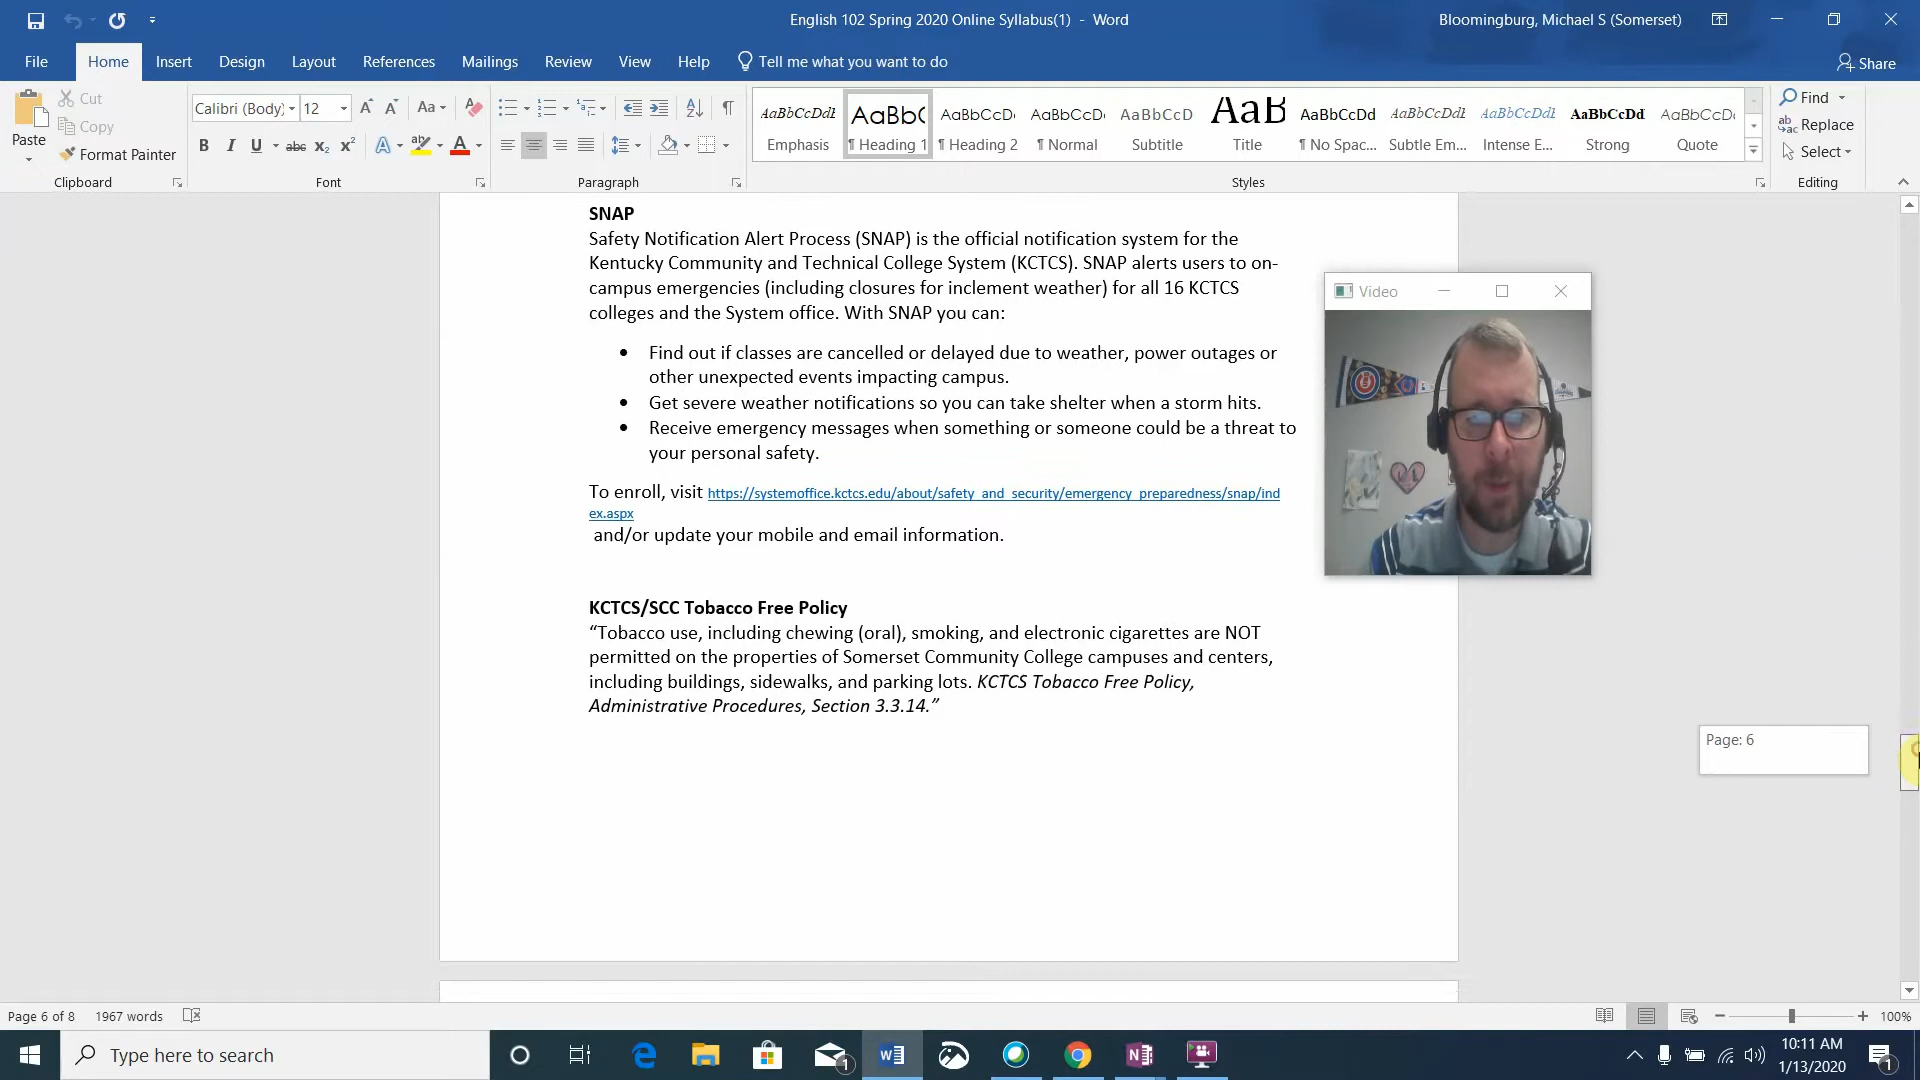 English 102 Spring 2020 Online Syllabus(1) - Word
Bloomingburg, Michael S (Somerset)
File Home Insert Design Layout References Mailings Review View Help Tell me what you want to do Share
Paste
Cut
Copy
Format Painter
Clipboard
Calibri (Body) 12
Font
Paragraph
AaBbCcDdI AaBbC AaBbCcD AaBbCcD AaBbCcD AaB AaBbCcDd AaBbCcDdI AaBbCcDdI AaBbCcDd AaBbCcD
Emphasis ¶ Heading 1 ¶ Heading 2 ¶ Normal Subtitle Title ¶ No Spac... Subtle Em... Intense E... Strong Quote
Styles
Find
Replace
Select
Editing
SNAP
Safety Notification Alert Process (SNAP) is the official notification system for the
Kentucky Community and Technical College System (KCTCS). SNAP alerts users to on-
campus emergencies (including closures for inclement weather) for all 16 KCTCS
colleges and the System office. With SNAP you can:
• Find out if classes are cancelled or delayed due to weather, power outages or
other unexpected events impacting campus.
• Get severe weather notifications so you can take shelter when a storm hits.
• Receive emergency messages when something or someone could be a threat to
your personal safety.
To enroll, visit https://systemoffice.kctcs.edu/about/safety_and_security/emergency_preparedness/snap/ind
ex.aspx
and/or update your mobile and email information.
KCTCS/SCC Tobacco Free Policy
“Tobacco use, including chewing (oral), smoking, and electronic cigarettes are NOT
permitted on the properties of Somerset Community College campuses and centers,
including buildings, sidewalks, and parking lots. KCTCS Tobacco Free Policy,
Administrative Procedures, Section 3.3.14.”
Video
Page: 6
Page 6 of 8 1967 words
100%
Type here to search
1
10:11 AM
1/13/2020
1